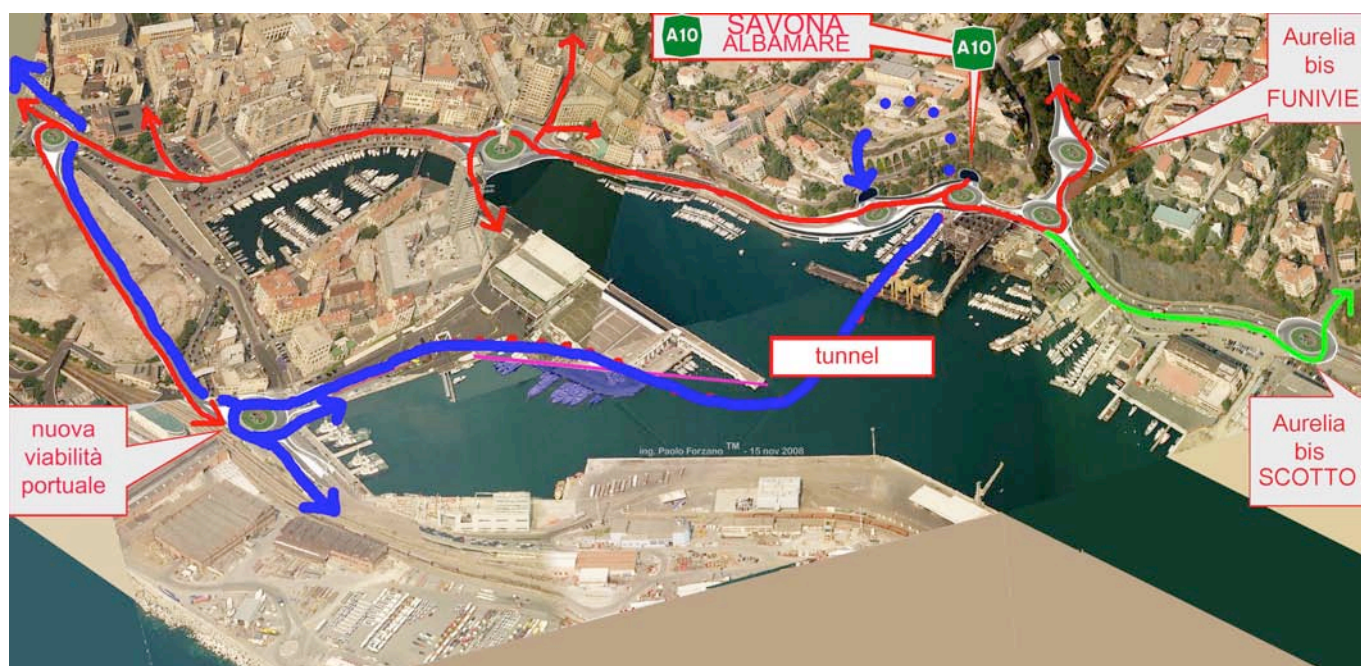 A10
SAVONA
ALBAMARE
A10
Aurelia
bis
FUNIVIE
tunnel
nuova
viabilità
portuale
ing. Paolo Forzano TM - 15 nov 2008
Aurelia
bis
SCOTTO